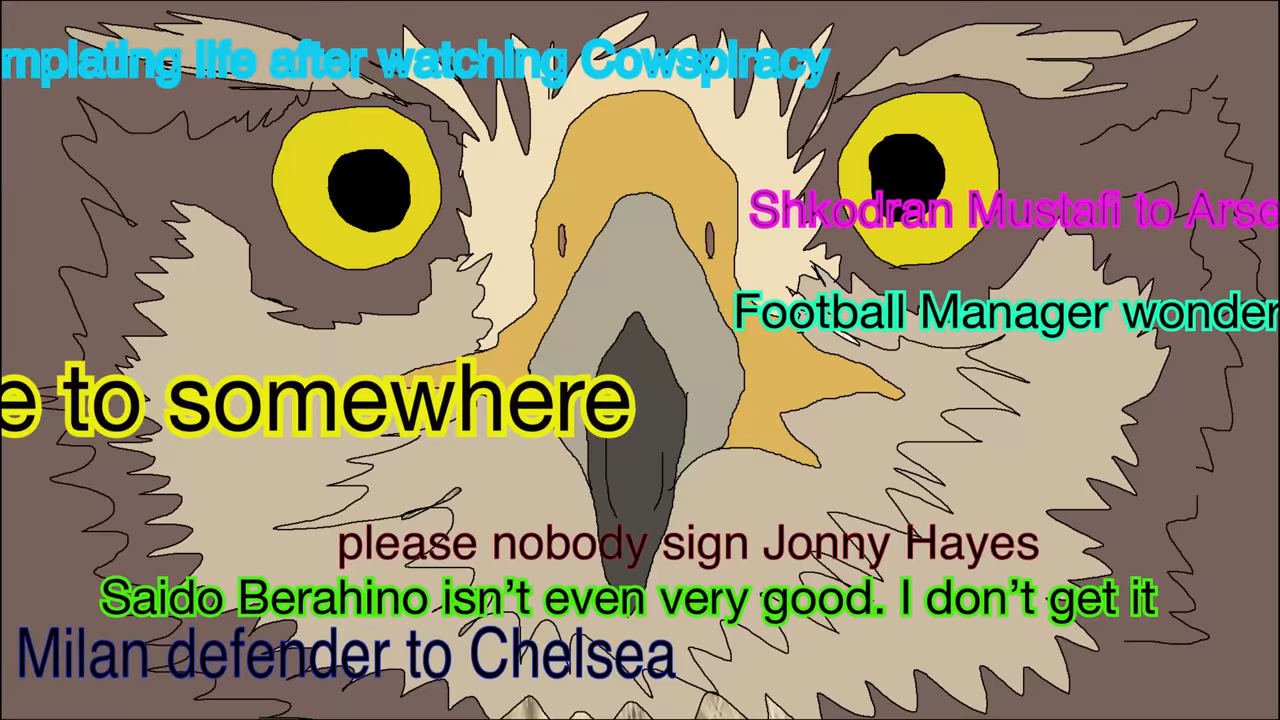 mplating life after watching Cowspiracy
Shkodran Mustafi to Arse
Football Manager wonder
e to somewhere
please nobody sign Jonny Hayes
Saido Berahino isn’t even very good. I don’t get it
Milan defender to Chelsea